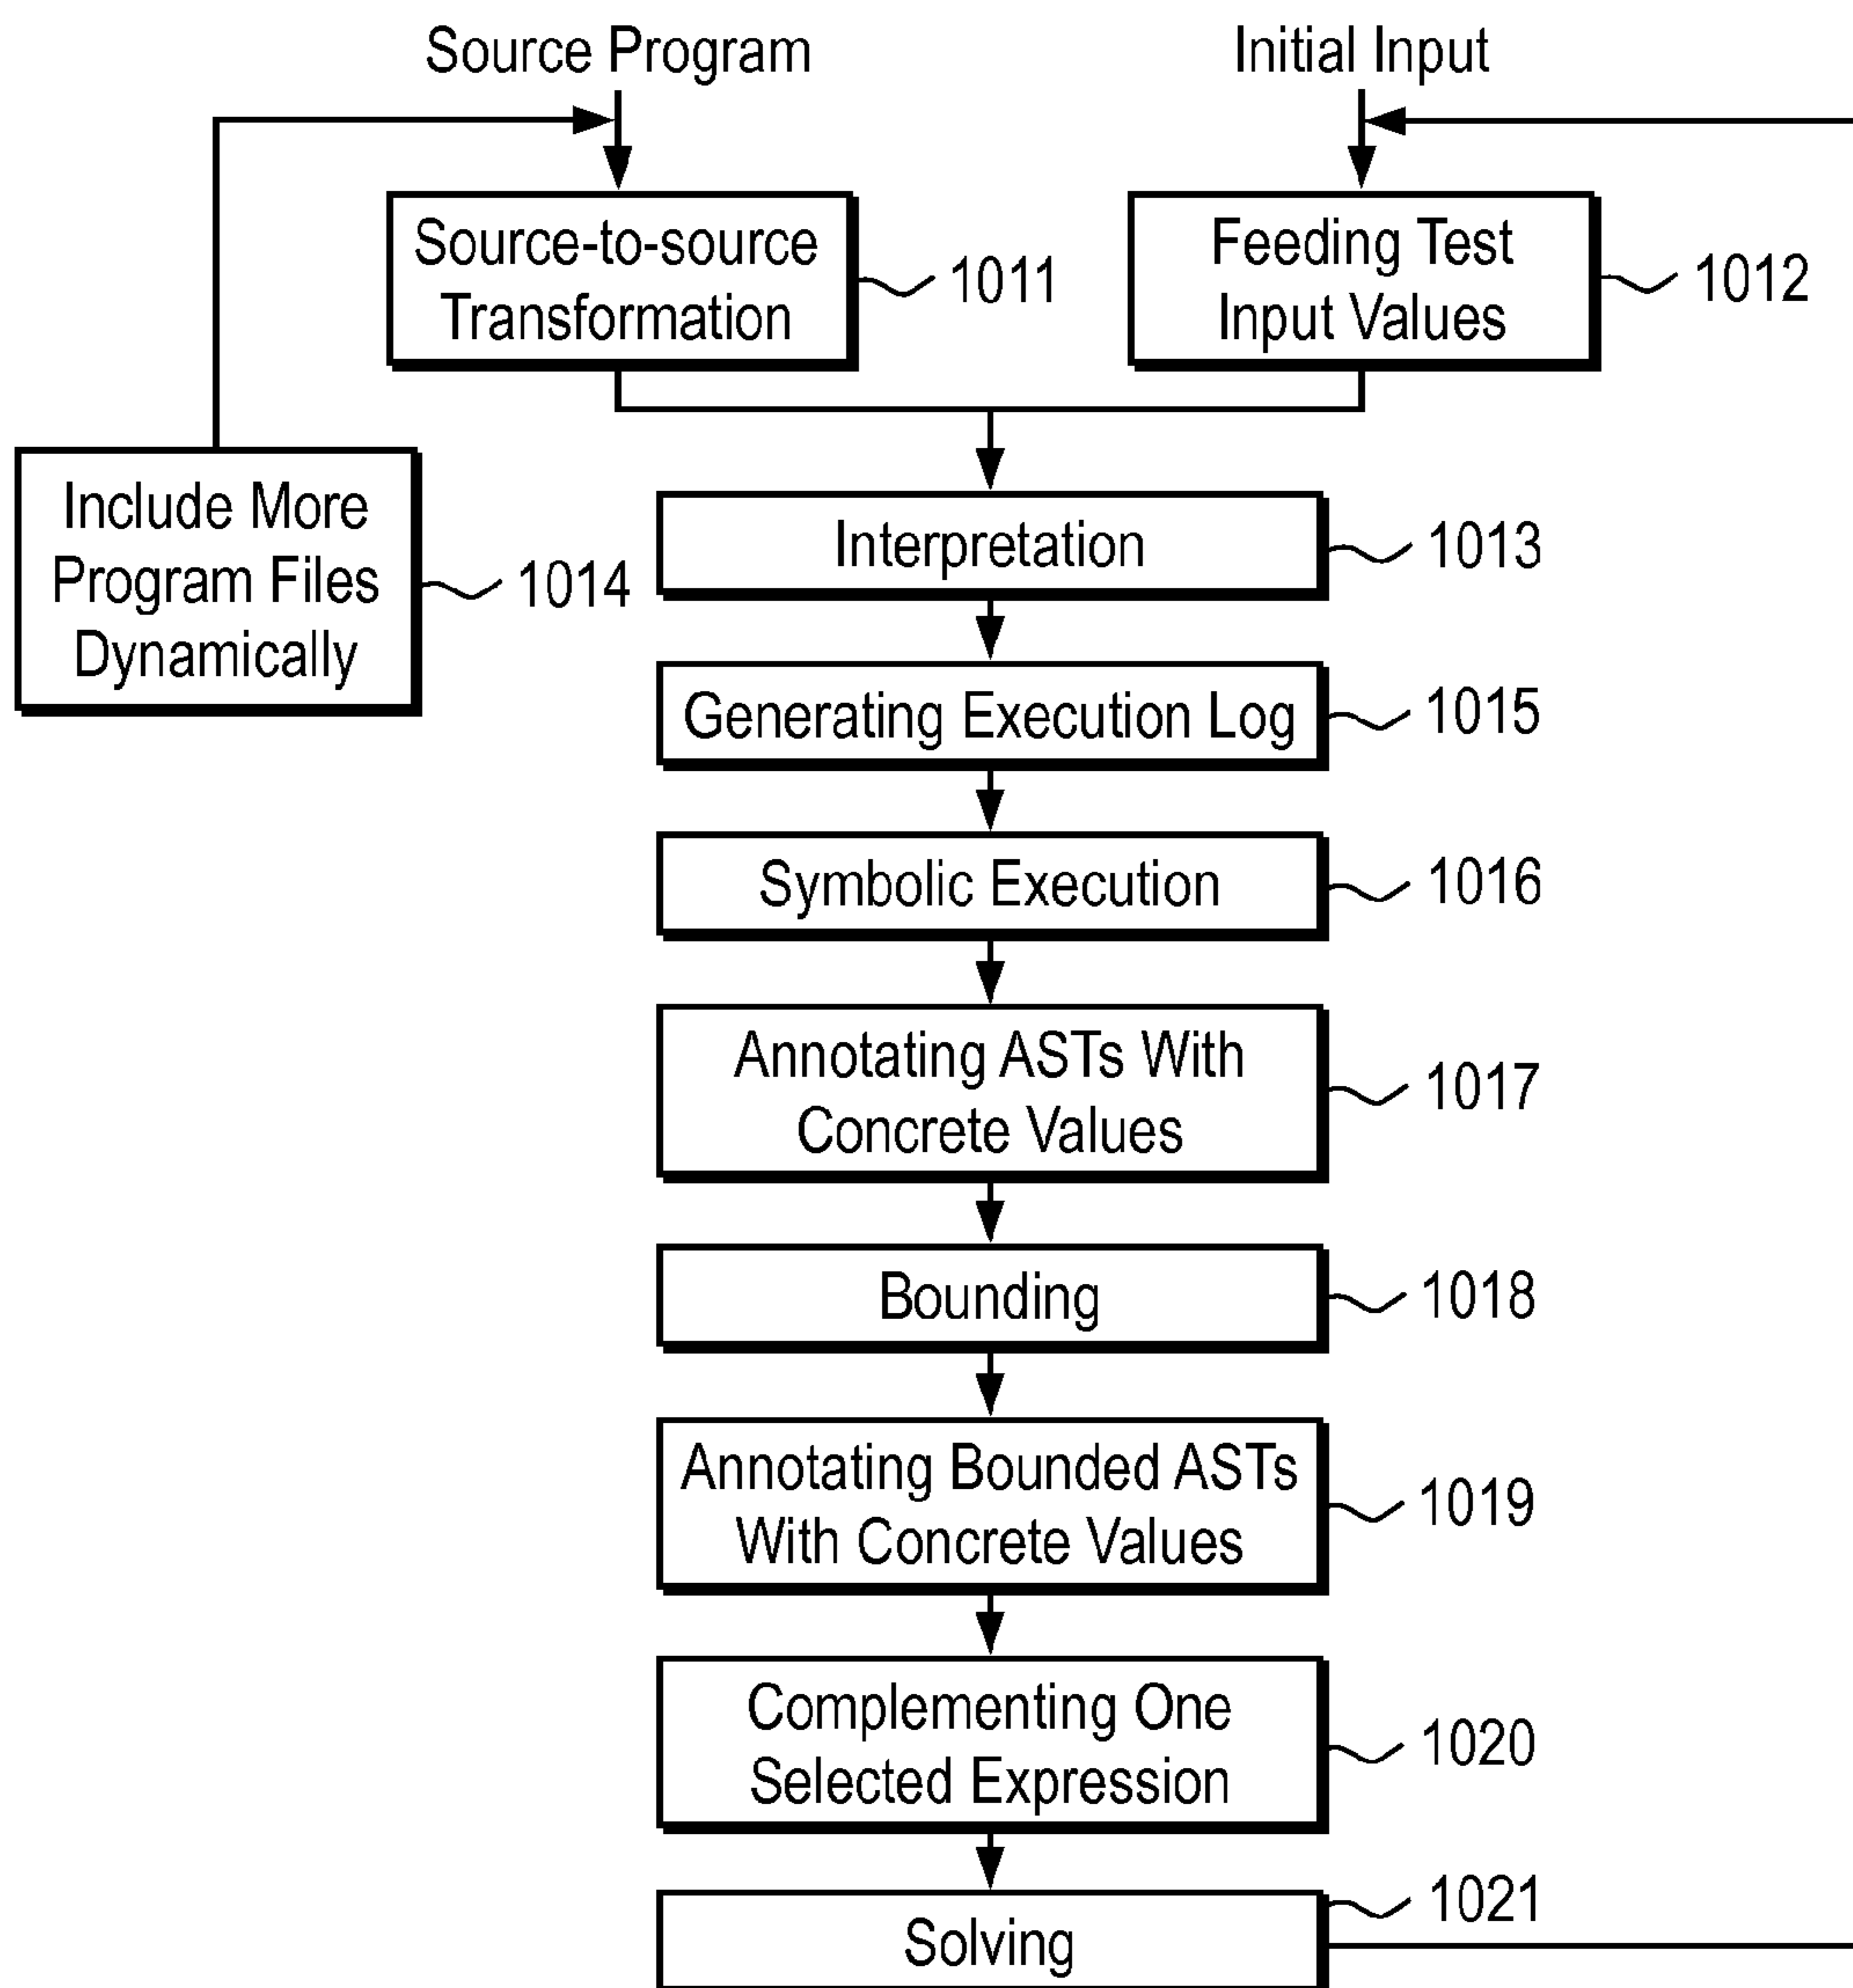 Source Program
Initial Input
Source-to-source
Transformation
1011
Feeding Test
Input Values
1012
Include More
Program Files
Dynamically
1014
Interpretation
1013
Generating Execution Log
1015
Symbolic Execution
1016
Annotating ASTs With
Concrete Values
1017
Bounding
1018
Annotating Bounded ASTs
With Concrete Values
1019
Complementing One
Selected Expression
1020
Solving
1021